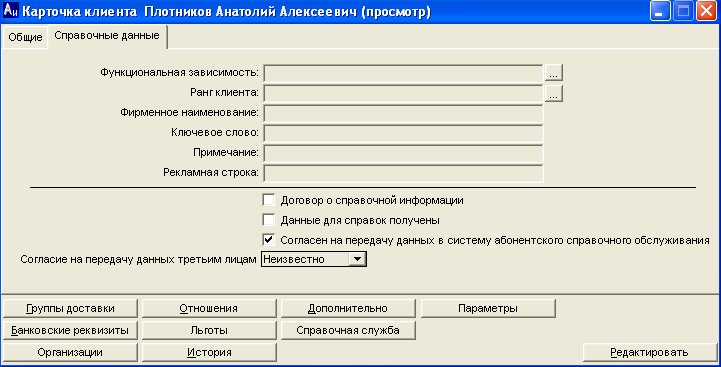 Аи Карточка клиента Плотников Анатолий Алексеевич (просмотр)
Общие Справочные данные
Функциональная зависимость: ...
Ранг клиента: ...
Фирменное наименование:
Ключевое слово:
Примечание:
Рекламная строка:
Договор о справочной информации
Данные для справок получены
Согласен на передачу данных в систему абонентского справочного обслуживания
Согласие на передачу данных третьим лицам Неизвестно
Группы доставки Отношения Дополнительно Параметры
Банковские реквизиты Льготы Справочная служба
Организации История Редактировать